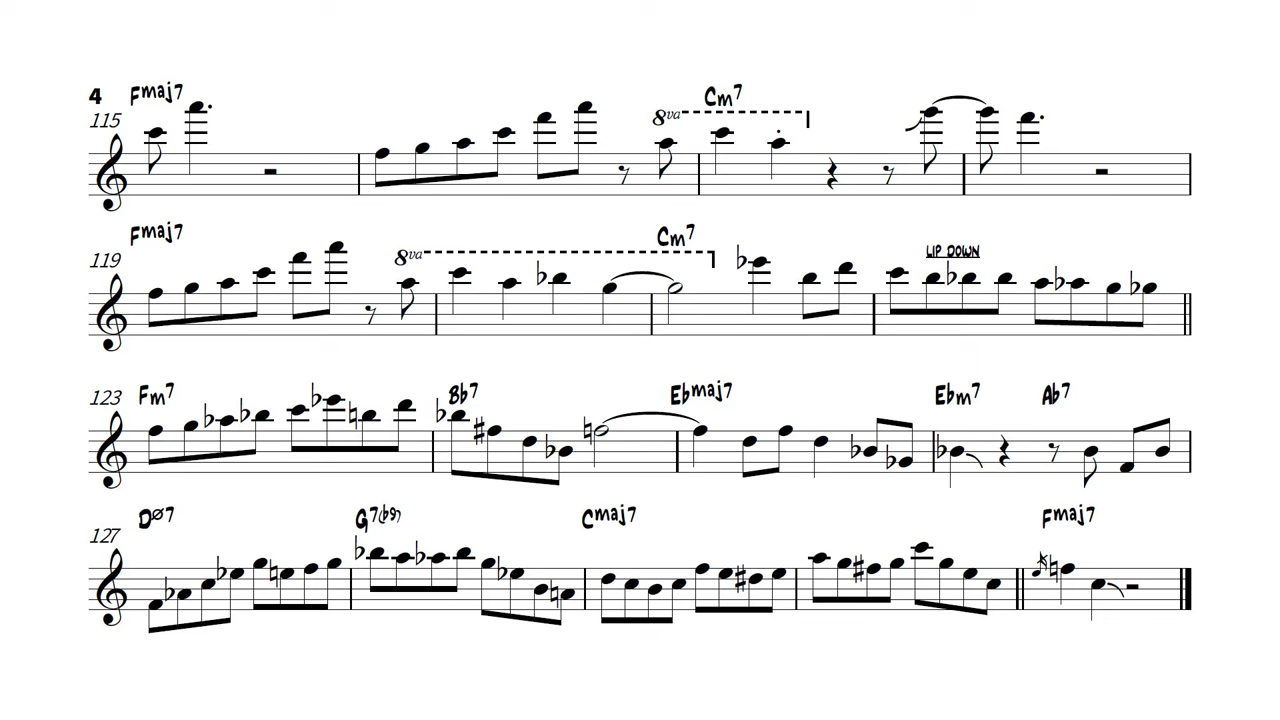 4 Fmaj7 Cm7
115 8va
Fmaj7 Cm7
119 8va LIP DOWN
Fm7 Bb7 Ebmaj7 Ebm7 Ab7
123
Dø7 G7(b9) Cmaj7 Fmaj7
127